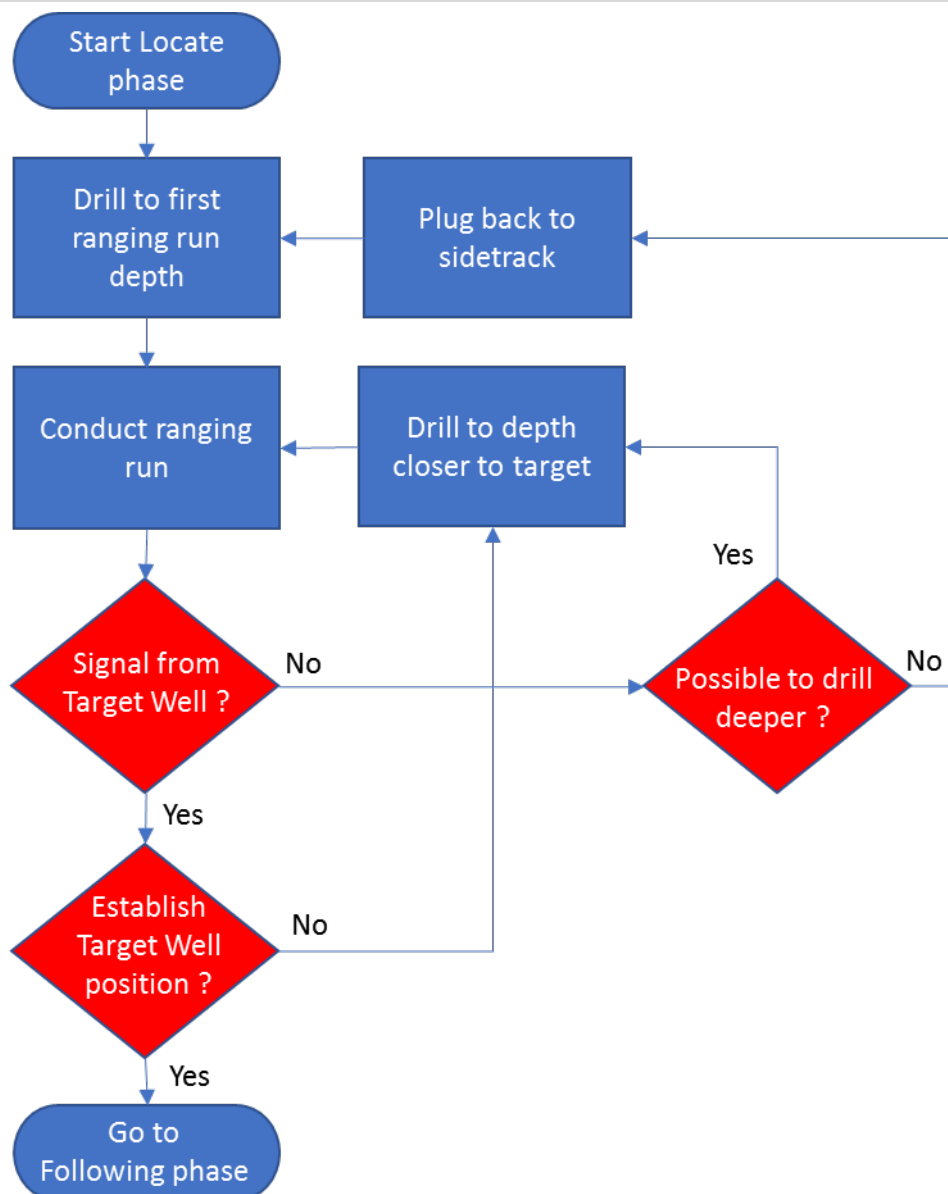 Start Locate
phase
Drill to first
ranging run
depth
Plug back to
sidetrack
Conduct ranging
run
Drill to depth
closer to target
Yes
Signal from
Target Well ?
No
Possible to drill
deeper ?
No
Yes
Establish
Target Well
position ?
No
Yes
Go to
Following phase